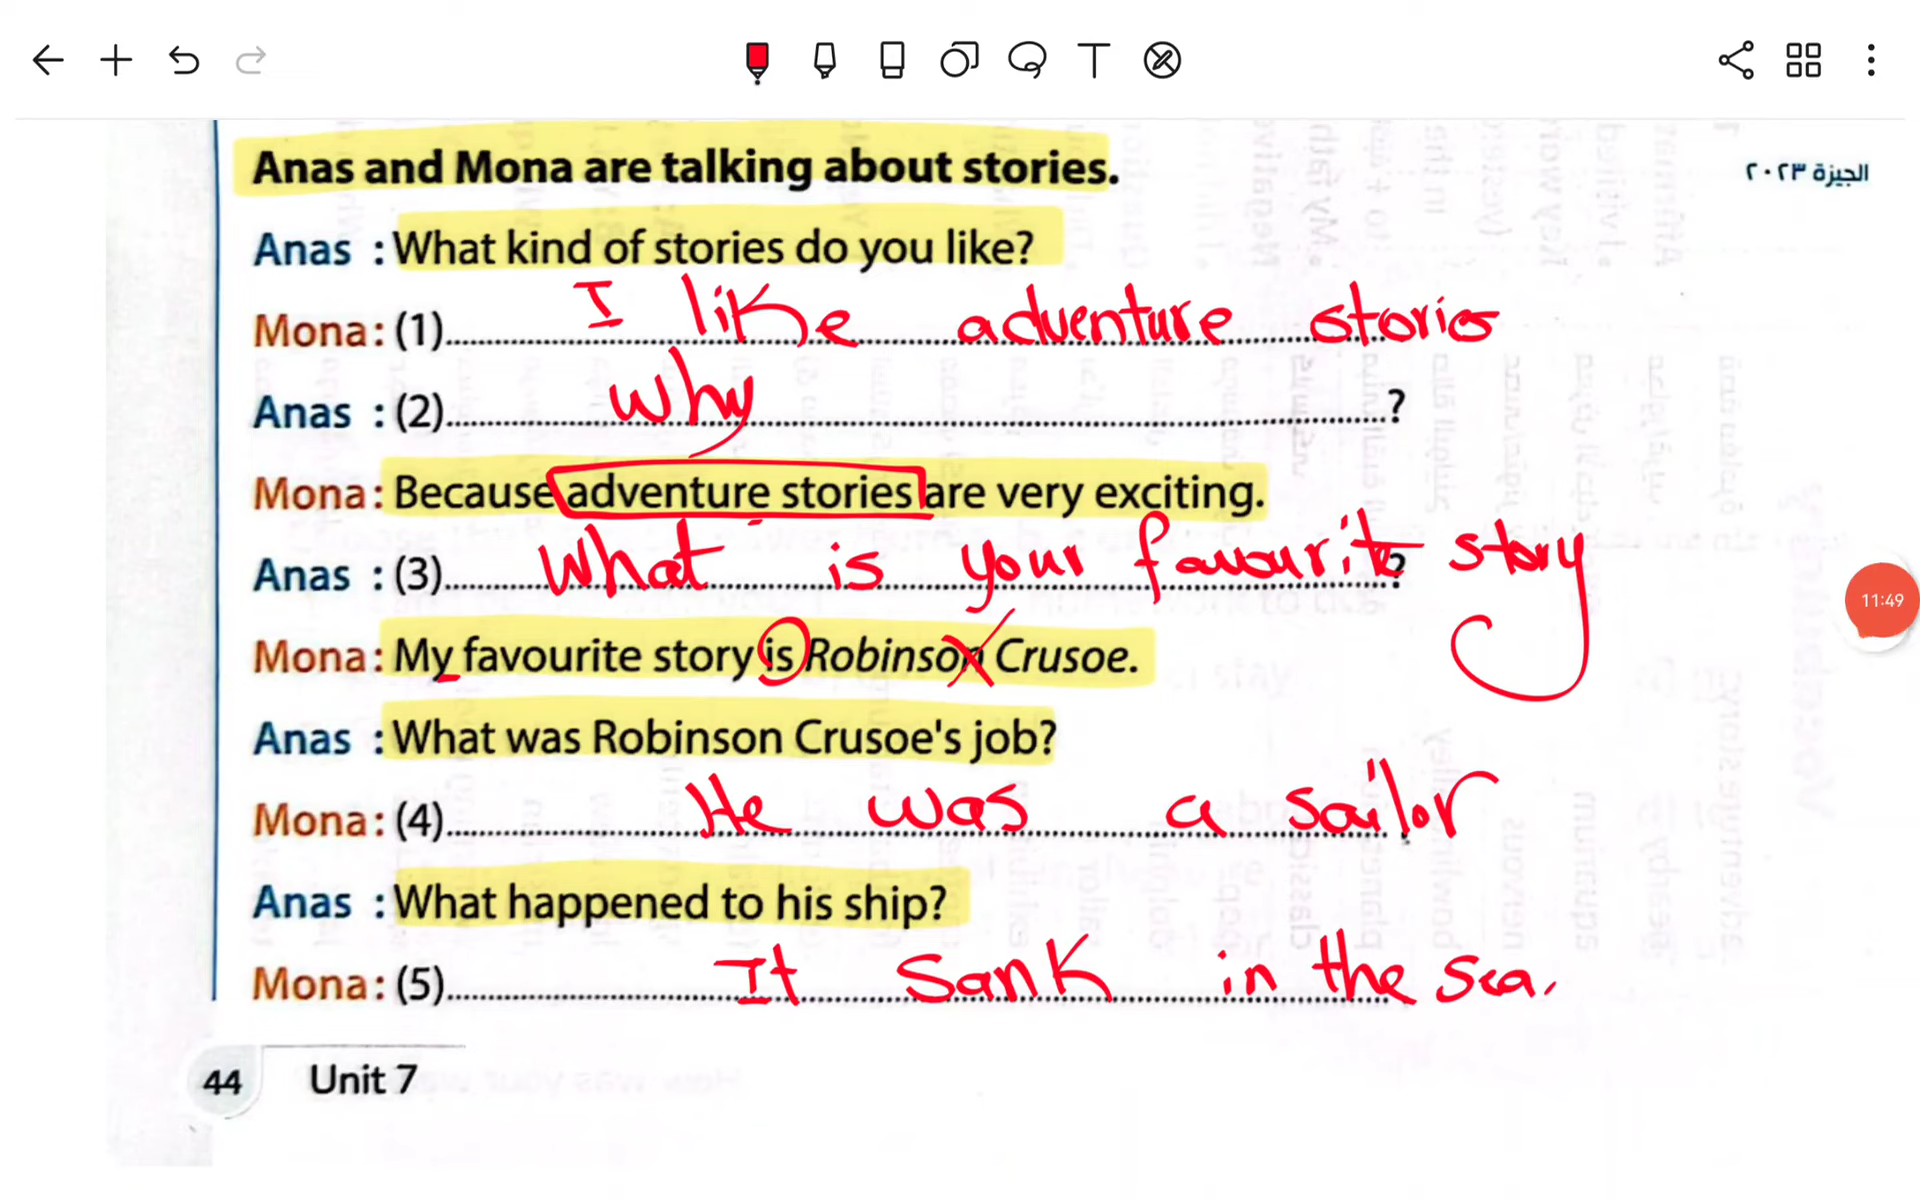 Anas and Mona are talking about stories.
الجيزة ٢٠٢٣
Anas : What kind of stories do you like?
Mona: (1) I like adventure stories
Anas : (2) Why ?
Mona: Because adventure stories are very exciting.
Anas : (3) What is your favourite story ?
Mona: My favourite story is Robinson Crusoe.
Anas : What was Robinson Crusoe's job?
Mona: (4) He was a sailor
Anas : What happened to his ship?
Mona: (5) It sank in the sea.
11:49
44 Unit 7